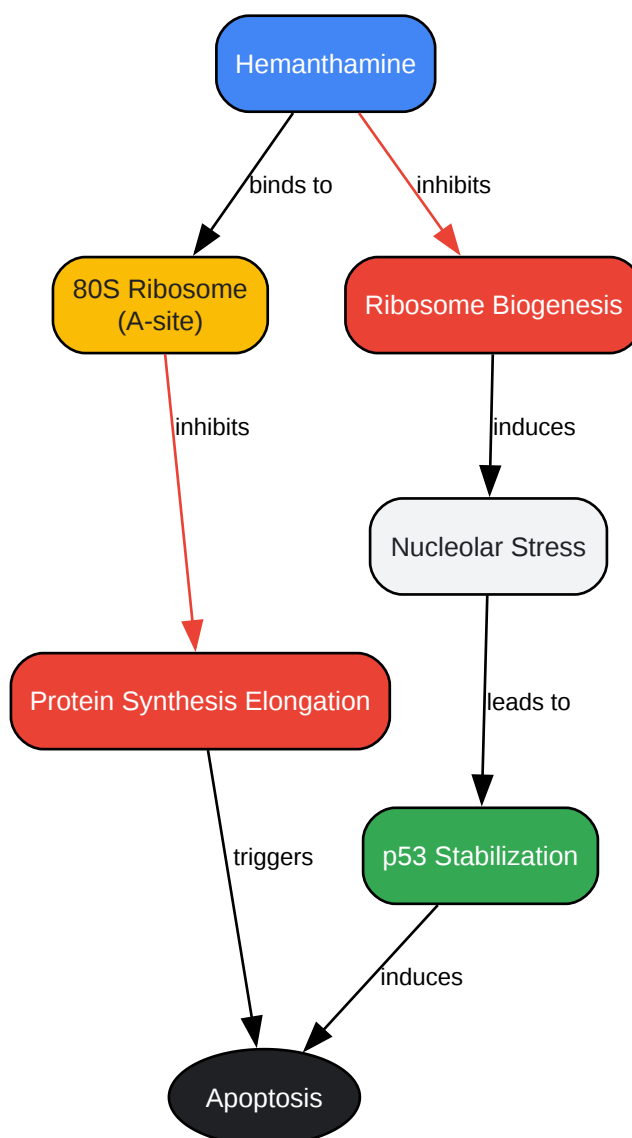 Hemanthamine
binds to
inhibits
80S Ribosome
(A-site)
Ribosome Biogenesis
inhibits
induces
Nucleolar Stress
Protein Synthesis Elongation
leads to
triggers
p53 Stabilization
induces
Apoptosis